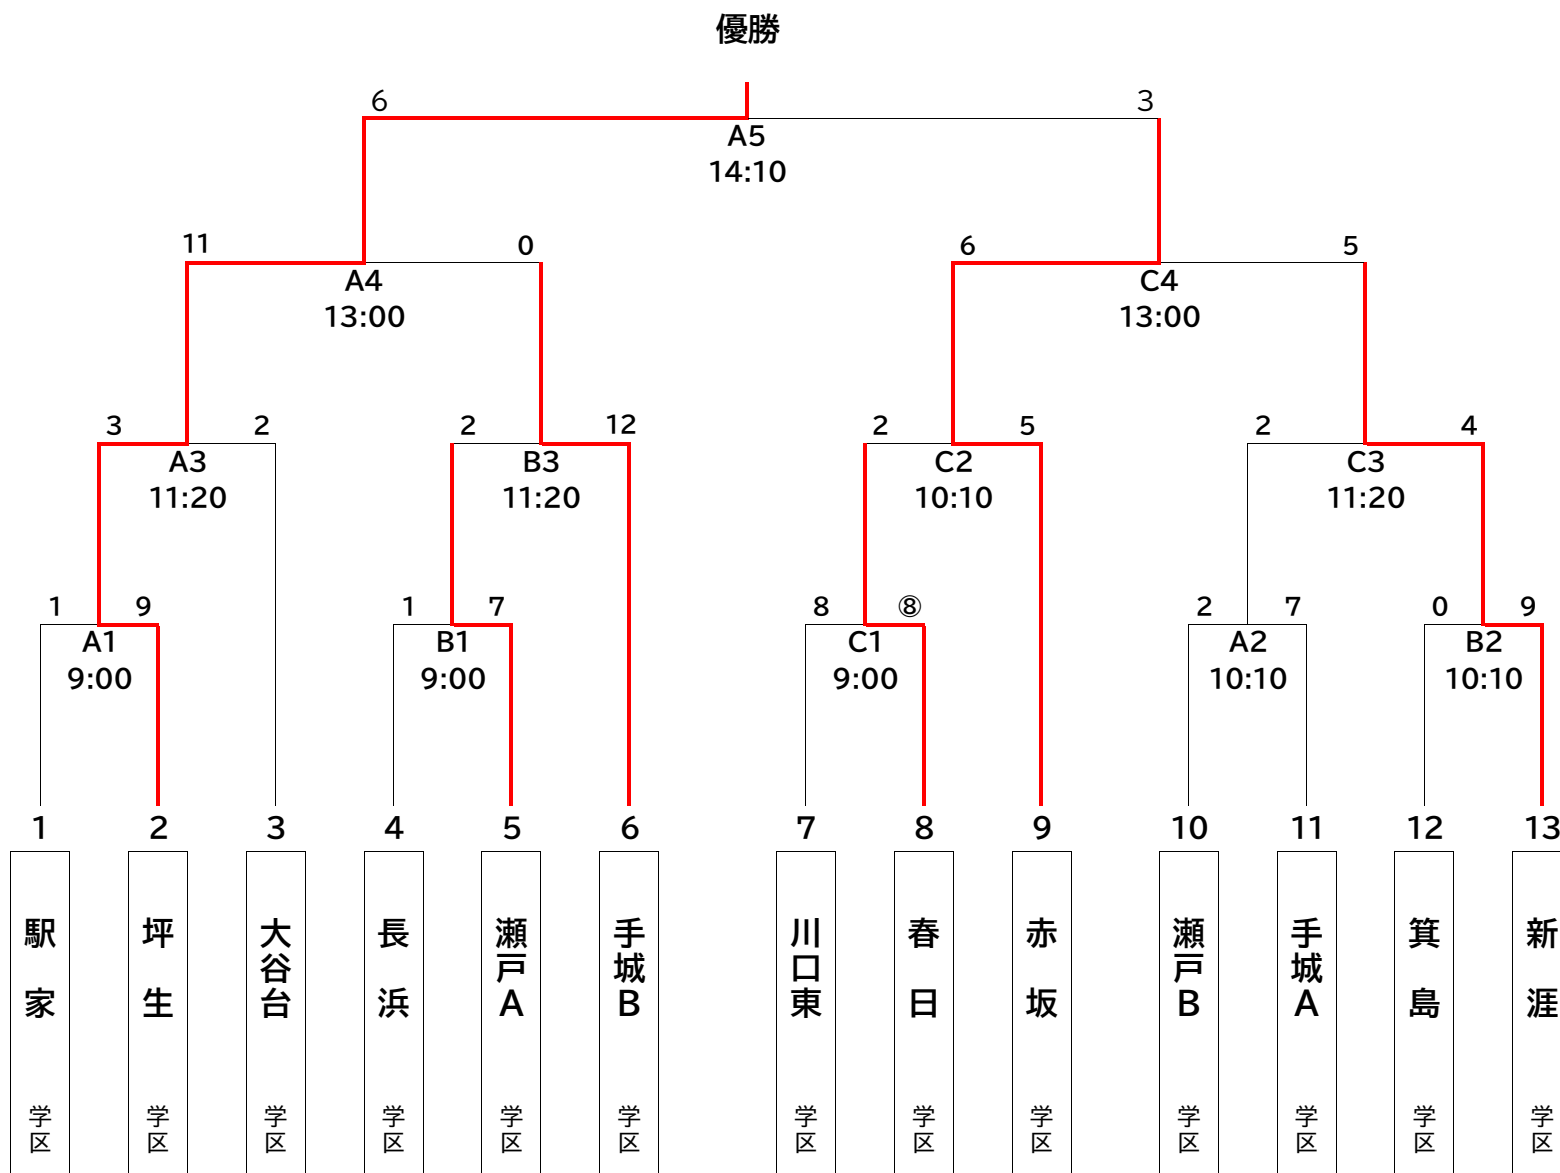 優勝
6 3
A5
14:10
11 0 6 5
A4 C4
13:00 13:00
3 2 2 12 2 5 2 4
A3 B3 C2 C3
11:20 11:20 10:10 11:20
1 9 1 7 8 ⑧ 2 7 0 9
A1 B1 C1 A2 B2
9:00 9:00 9:00 10:10 10:10
1 2 3 4 5 6 7 8 9 10 11 12 13
駅家学区
坪生学区
大谷台学区
長浜学区
瀬戸A学区
手城B学区
川口東学区
春日学区
赤坂学区
瀬戸B学区
手城A学区
箕島学区
新涯学区